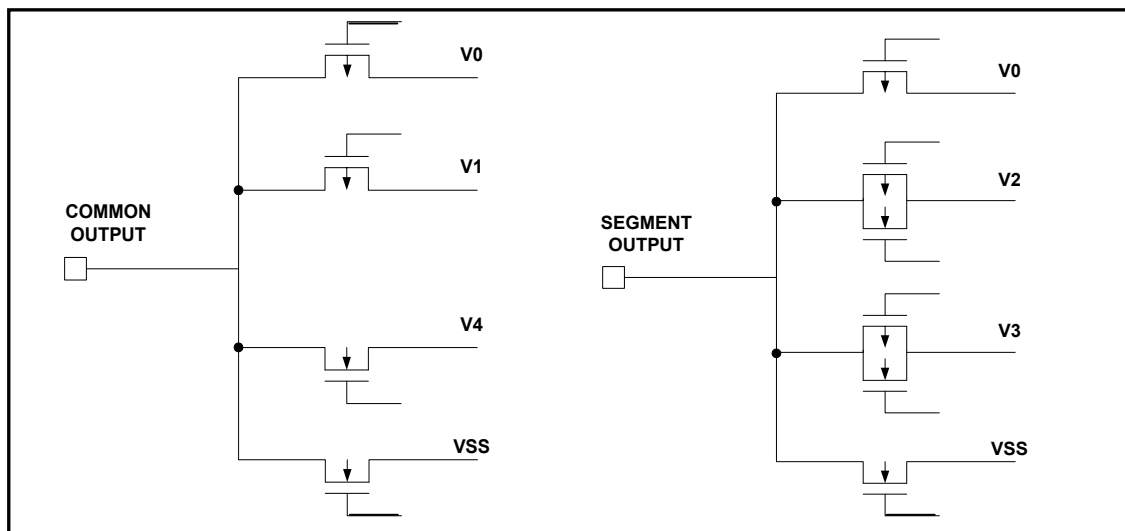 V0
V1
COMMON
OUTPUT
V4
VSS
V0
V2
SEGMENT
OUTPUT
V3
VSS